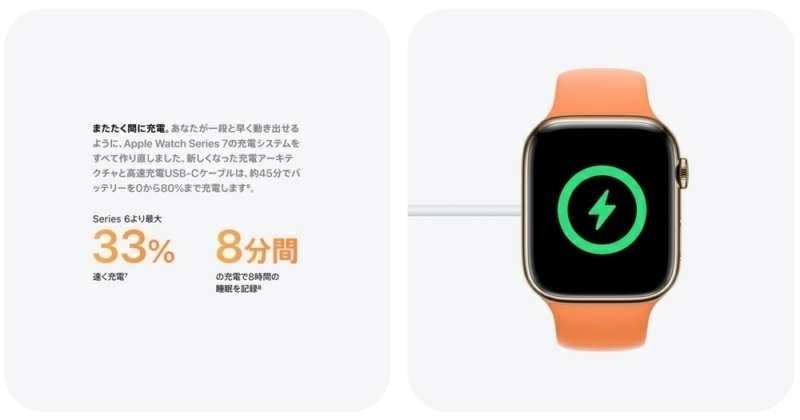 またたく間に充電。あなたが一段と早く動き出せる
ように、Apple Watch Series 7の充電システムを
すべて作り直しました。新しくなった充電アーキテ
クチャと高速充電USB-Cケーブルは、約45分でバ
ッテリーを0から80%まで充電します⁶。
Series 6より最大
33%
速く充電⁷
8分間
の充電で8時間の
睡眠を記録⁸